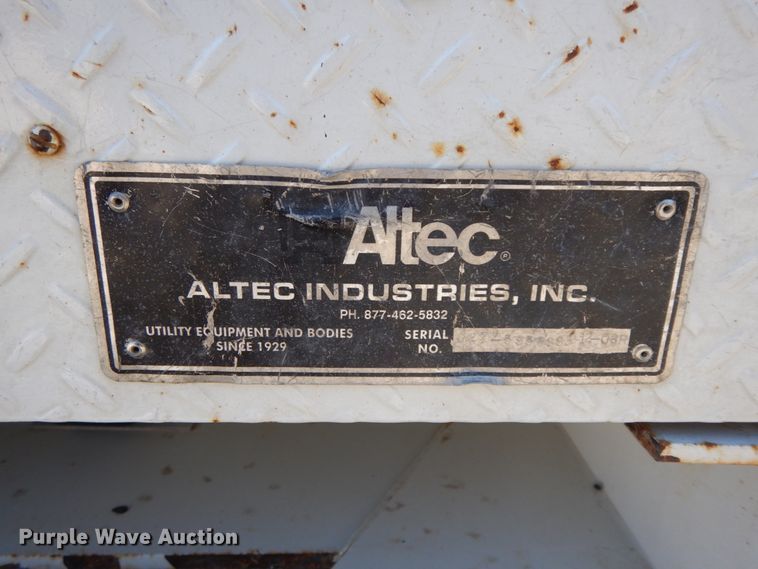 Altec
ALTEC INDUSTRIES, INC.
PH. 877-462-5832
UTILITY EQUIPMENT AND BODIES
SINCE 1929
SERIAL
NO.
Purple Wave Auction